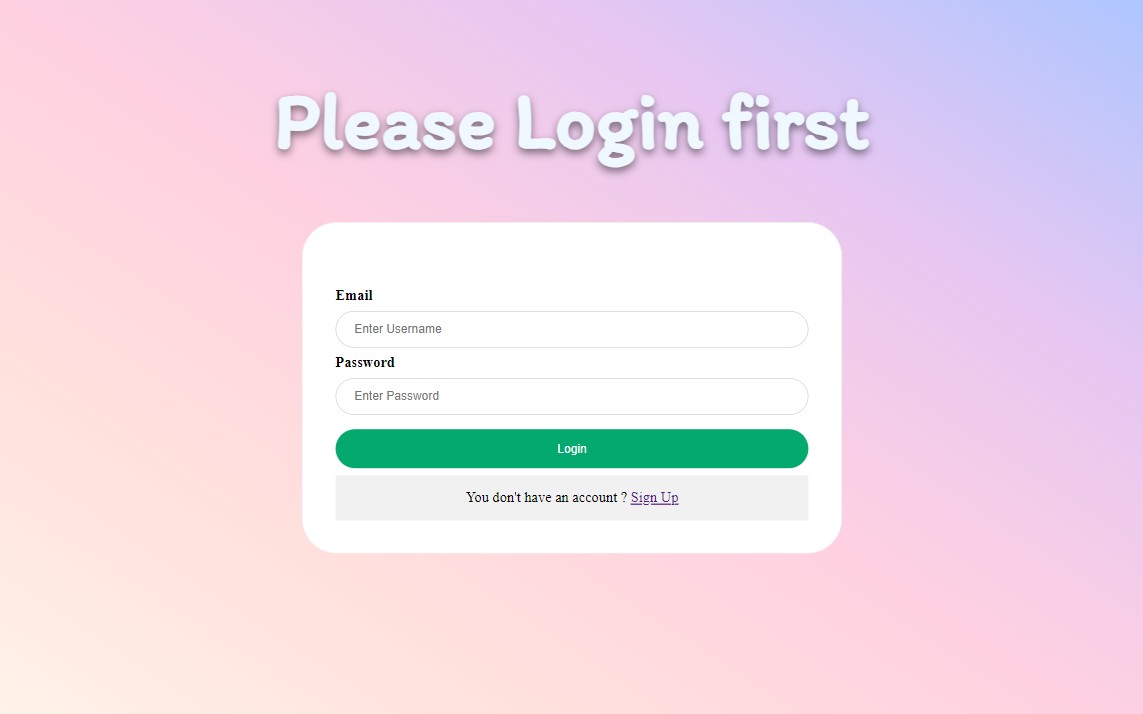 Please Login first
Email
Enter Username
Password
Enter Password
Login
You don't have an account ? Sign Up